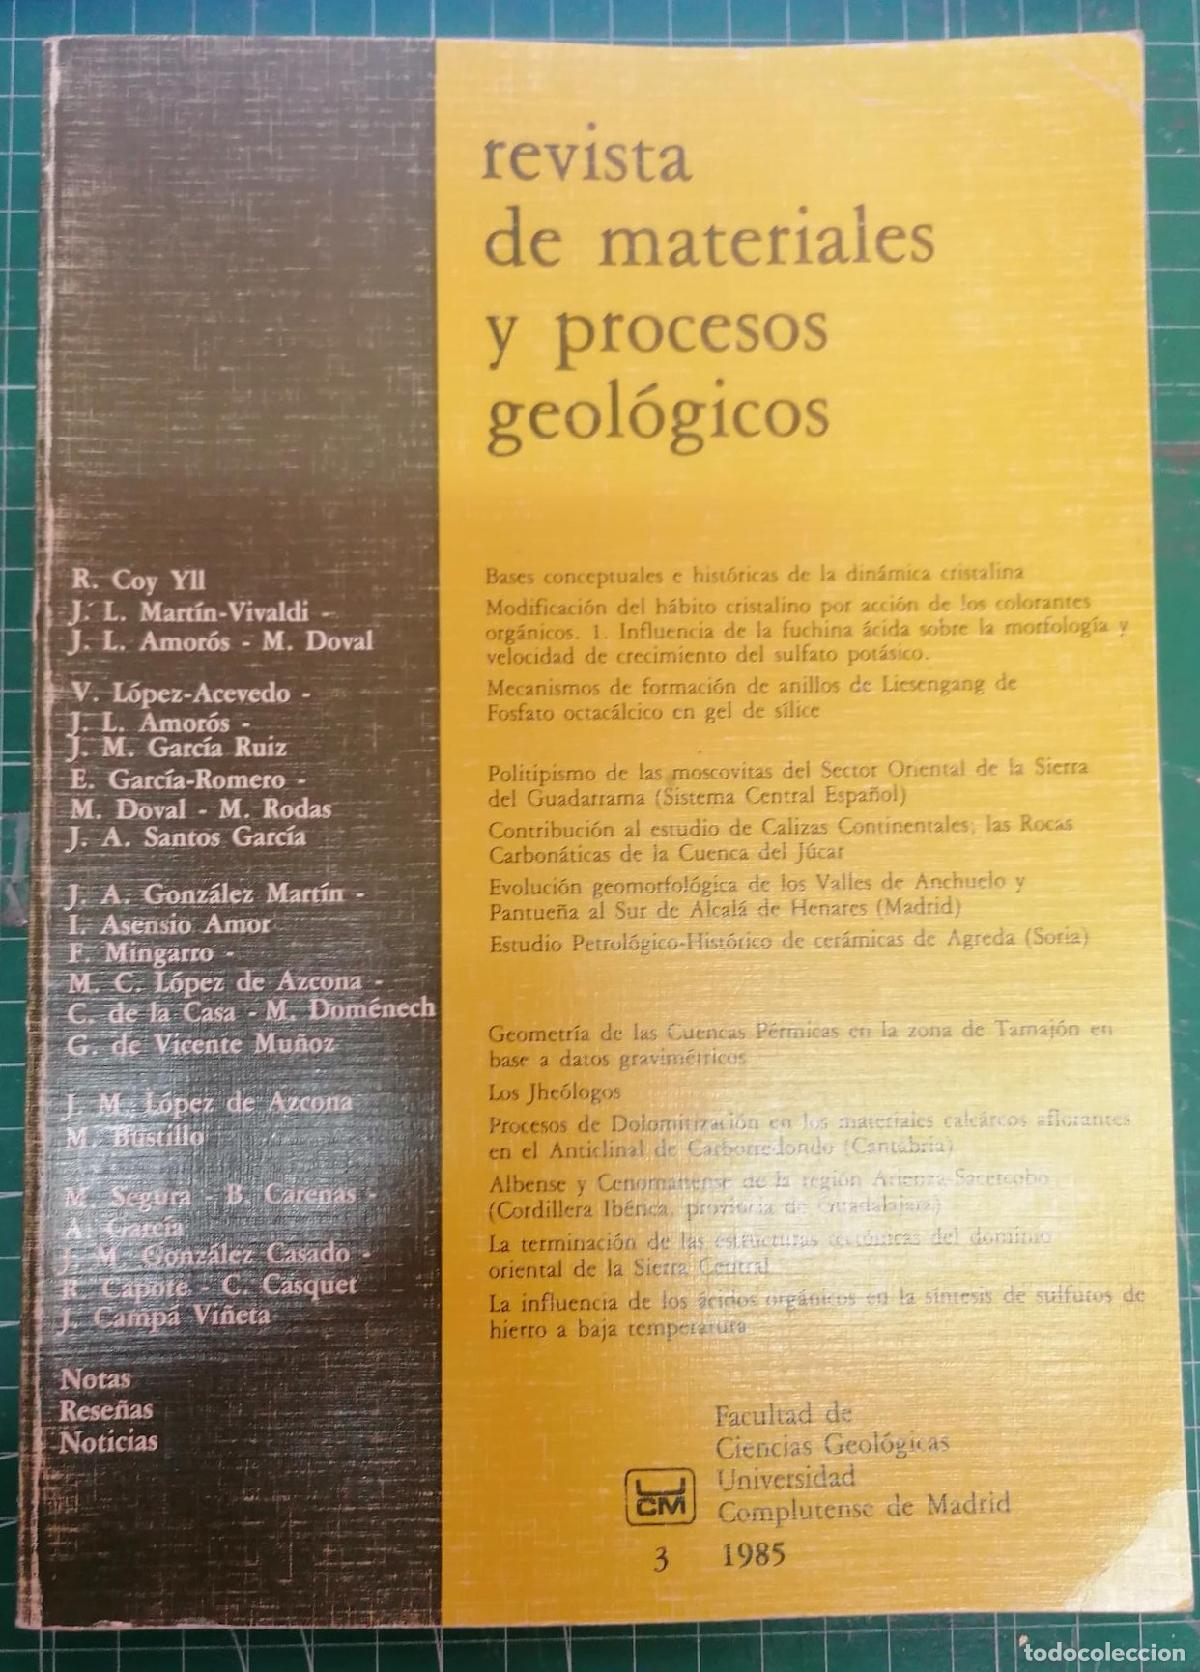 revista
de materiales
y procesos
geológicos
R. Coy Yll
J. L. Martín-Vivaldi -
J. L. Amorós - M. Doval
V. López-Acevedo -
J. L. Amorós -
J. M. García Ruiz
E. García-Romero -
M. Doval - M. Rodas
J. A. Santos García
J. A. González Martín -
I. Asensio Amor
F. Mingarro -
M. C. López de Azcona -
C. de la Casa - M. Doménech
G. de Vicente Muñoz
J. M. López de Azcona
M. Bustillo
M. Segura - B. Carenas -
A. García
J. M. González Casado -
R. Capote - C. Casquet
J. Campá Viñeta
Notas
Reseñas
Noticias
Bases conceptuales e históricas de la dinámica cristalina
Modificación del hábito cristalino por acción de los colorantes
orgánicos. 1. Influencia de la fuchina ácida sobre la morfología y
velocidad de crecimiento del sulfato potásico.
Mecanismos de formación de anillos de Liesengang de
Fosfato octacálcico en gel de sílice
Politipismo de las moscovitas del Sector Oriental de la Sierra
del Guadarrama (Sistema Central Español)
Contribución al estudio de Calizas Continentales; las Rocas
Carbonáticas de la Cuenca del Júcar
Evolución geomorfológica de los Valles de Anchuelo y
Pantueña al Sur de Alcalá de Henares (Madrid)
Estudio Petrológico-Histórico de cerámicas de Agreda (Soria)
Geometría de las Cuencas Pérmicas en la zona de Tamajón en
base a datos gravimétricos
Los Jheólogos
Procesos de Dolomitización en los materiales calcáreos aflorantes
en el Anticlinal de Carborredondo (Cantabria)
Albense y Cenomanense de la región Atienza-Sacercobo
(Cordillera Ibérica, provincia de Guadalajara)
La terminación de las estructuras tectónicas del dominio
oriental de la Sierra Central
La influencia de los ácidos orgánicos en la síntesis de sulfuros de
hierro a baja temperatura
Facultad de
Ciencias Geológicas
Universidad
Complutense de Madrid
UCM
3 1985
todocoleccion